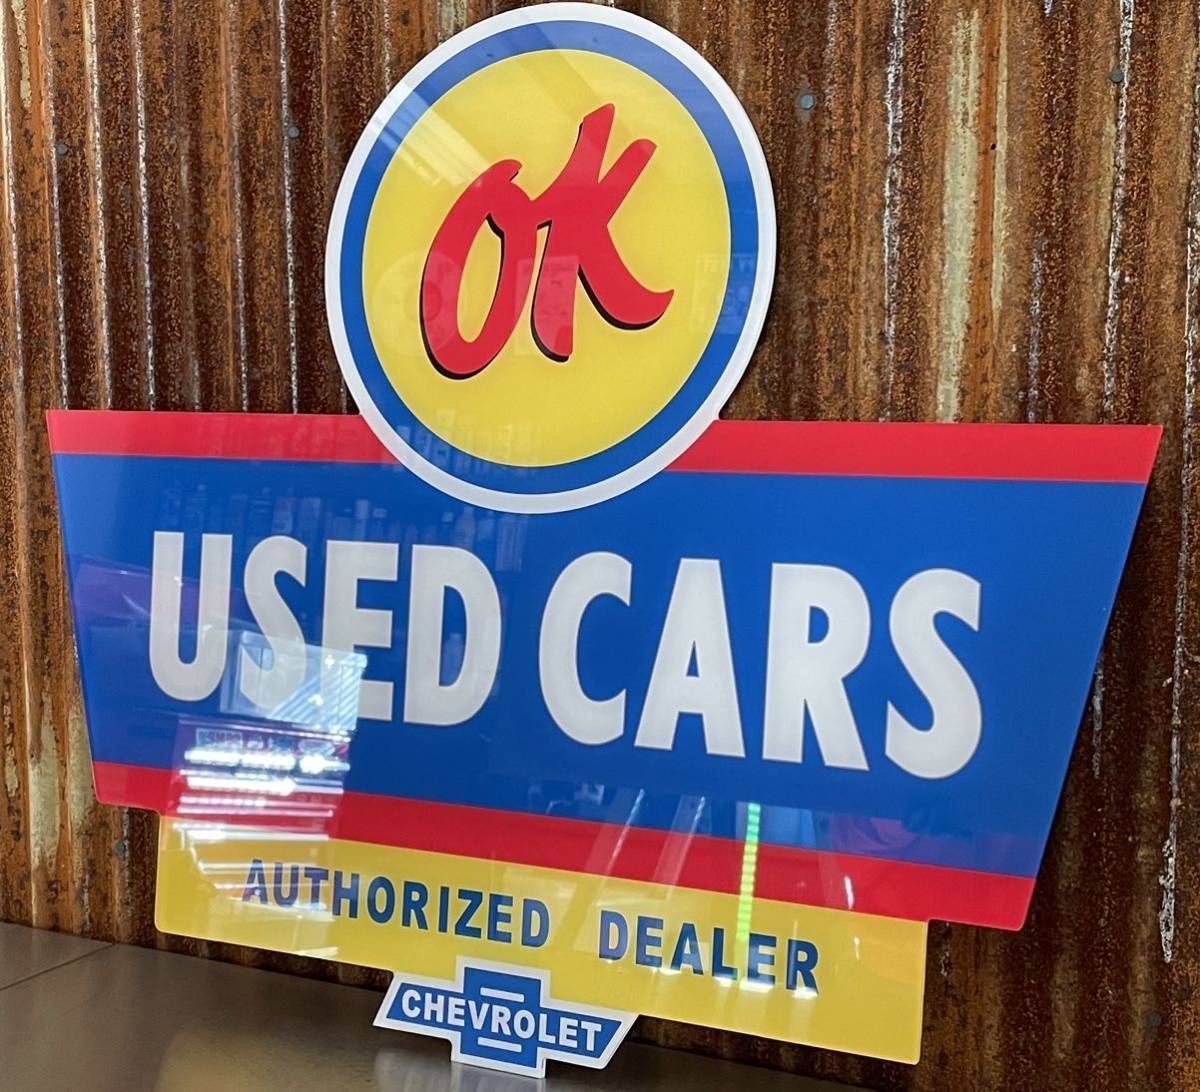 OK
USED CARS
AUTHORIZED DEALER
CHEVROLET